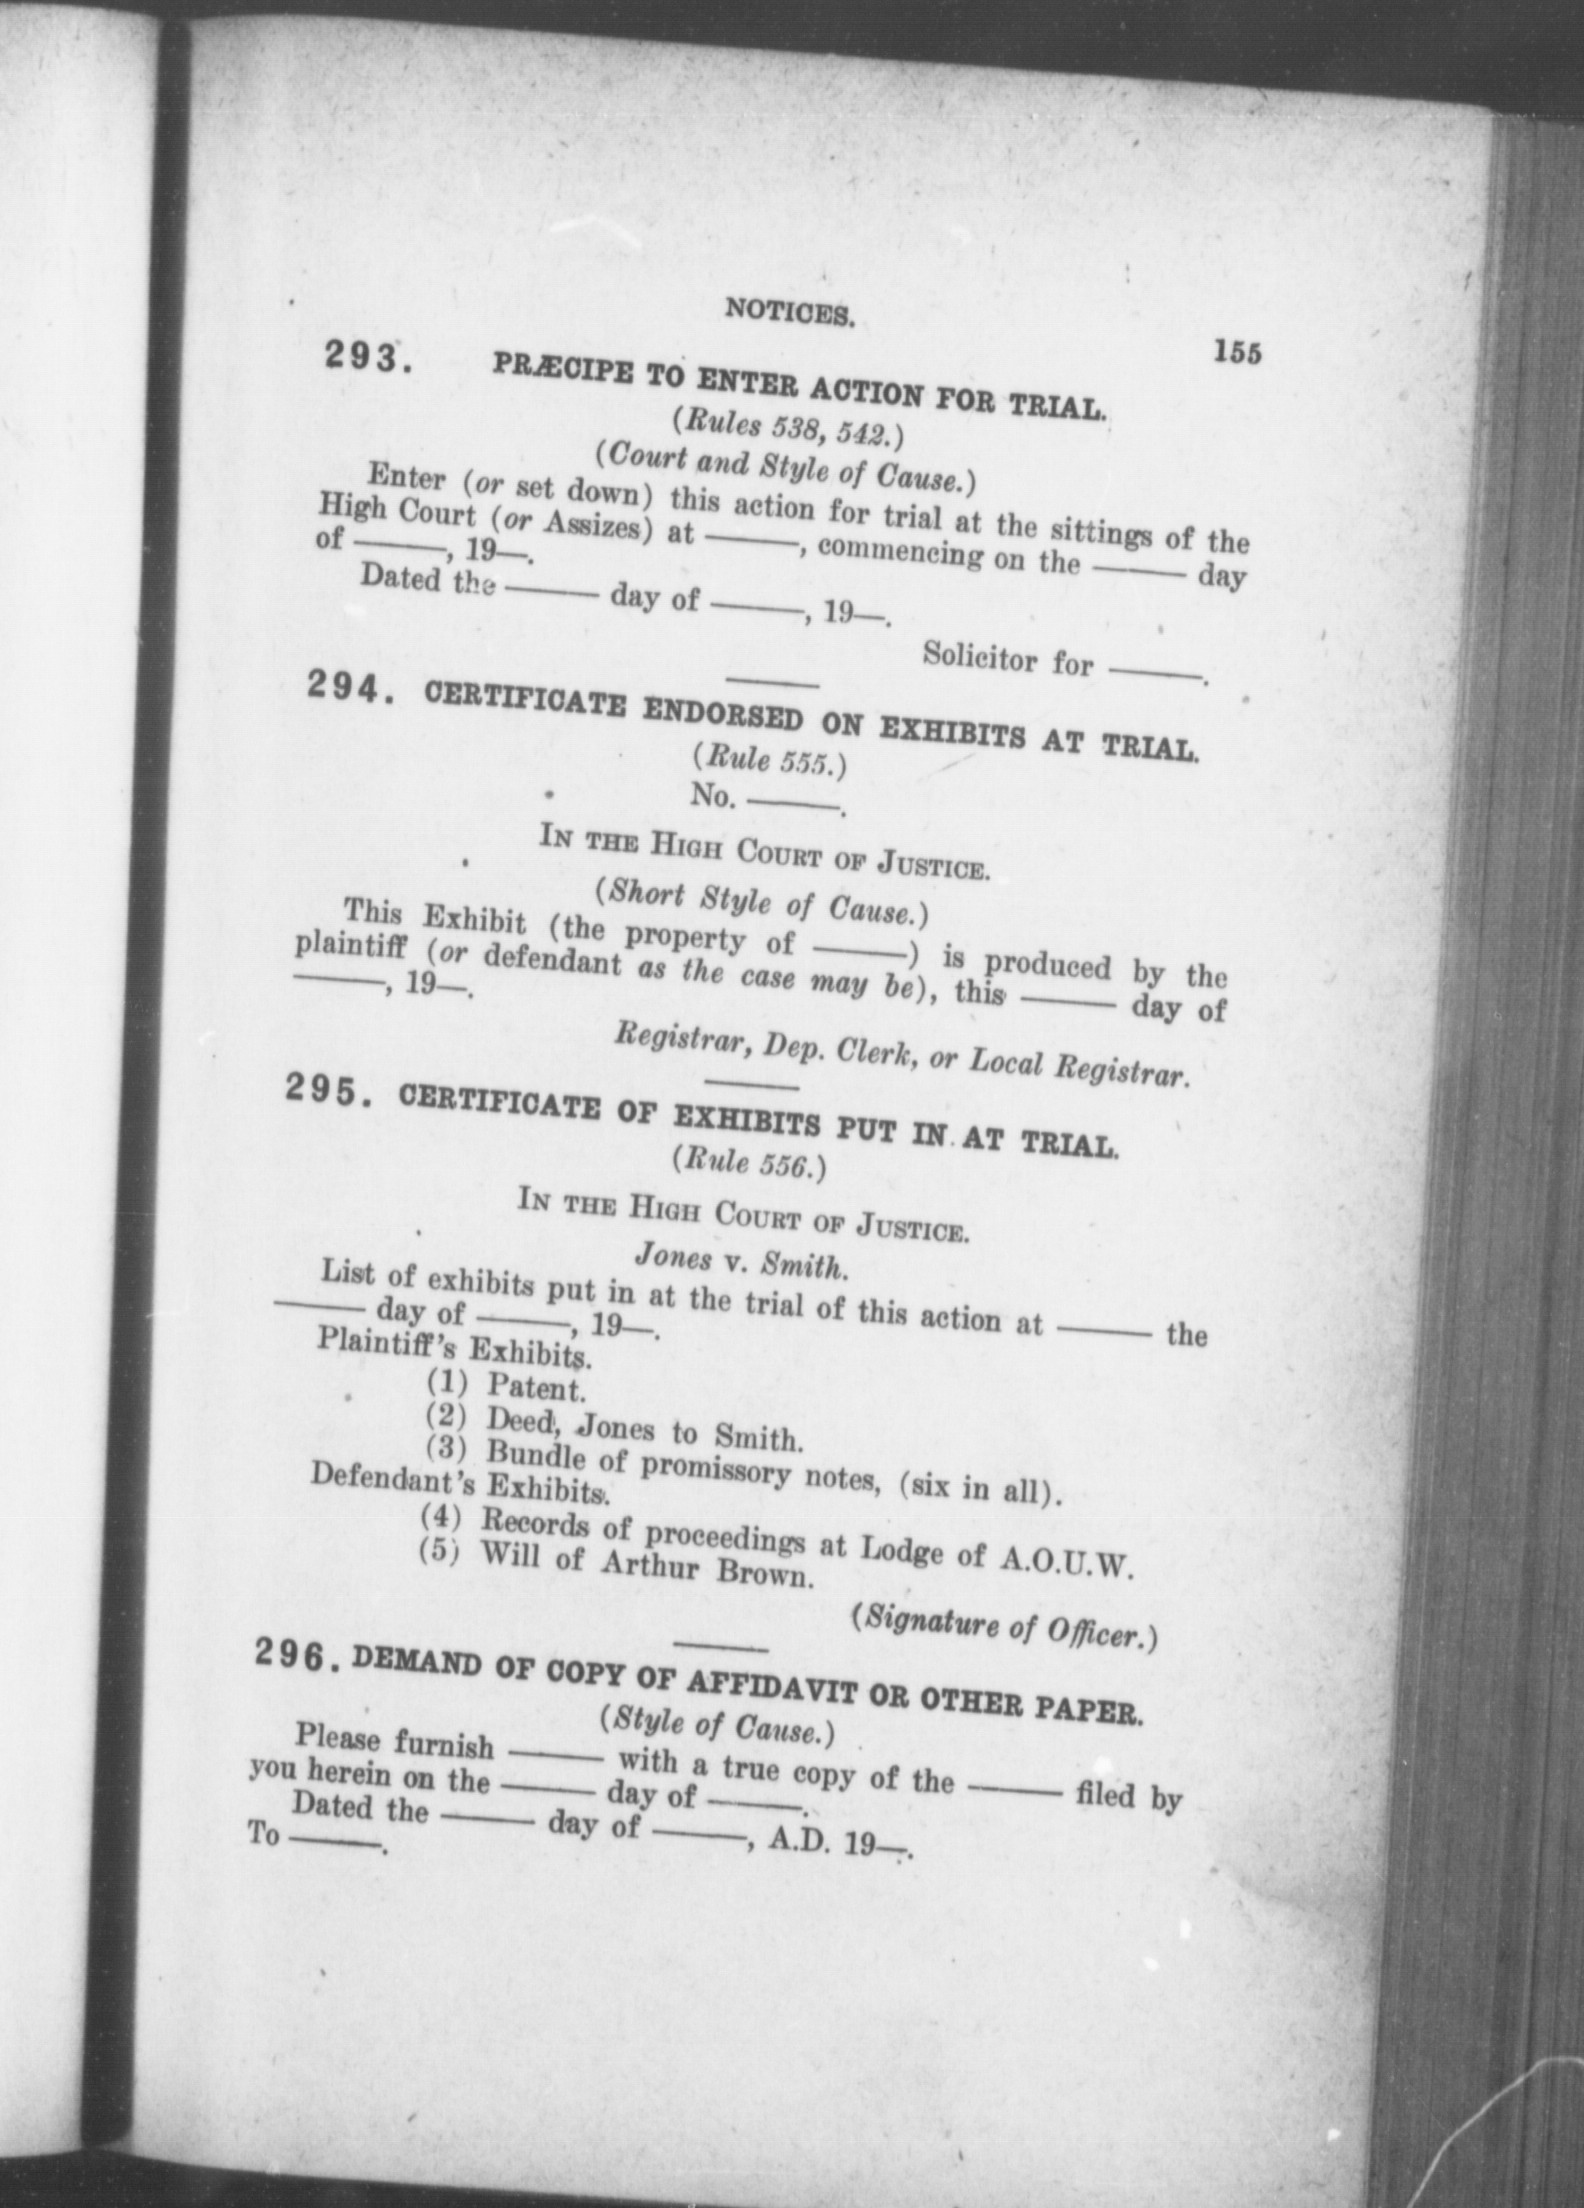 NOTICES. 155
293. PRÆCIPE TO ENTER ACTION FOR TRIAL.
(Rules 538, 542.)
(Court and Style of Cause.)
Enter (or set down) this action for trial at the sittings of the
High Court (or Assizes) at ———, commencing on the ——— day
of ———, 19—.
Dated the ——— day of ———, 19—.
Solicitor for ———.
294. CERTIFICATE ENDORSED ON EXHIBITS AT TRIAL.
(Rule 555.)
No. ———.
IN THE HIGH COURT OF JUSTICE.
(Short Style of Cause.)
This Exhibit (the property of ———) is produced by the
plaintiff (or defendant as the case may be), this ——— day of
———, 19—.
Registrar, Dep. Clerk, or Local Registrar.
295. CERTIFICATE OF EXHIBITS PUT IN AT TRIAL.
(Rule 556.)
IN THE HIGH COURT OF JUSTICE.
Jones v. Smith.
List of exhibits put in at the trial of this action at ——— the
——— day of ———, 19—.
Plaintiff's Exhibits.
(1) Patent.
(2) Deed, Jones to Smith.
(3) Bundle of promissory notes, (six in all).
Defendant's Exhibits.
(4) Records of proceedings at Lodge of A.O.U.W.
(5) Will of Arthur Brown.
(Signature of Officer.)
296. DEMAND OF COPY OF AFFIDAVIT OR OTHER PAPER.
(Style of Cause.)
Please furnish ——— with a true copy of the ——— filed by
you herein on the ——— day of ———.
Dated the ——— day of ———, A.D. 19—.
To ———.